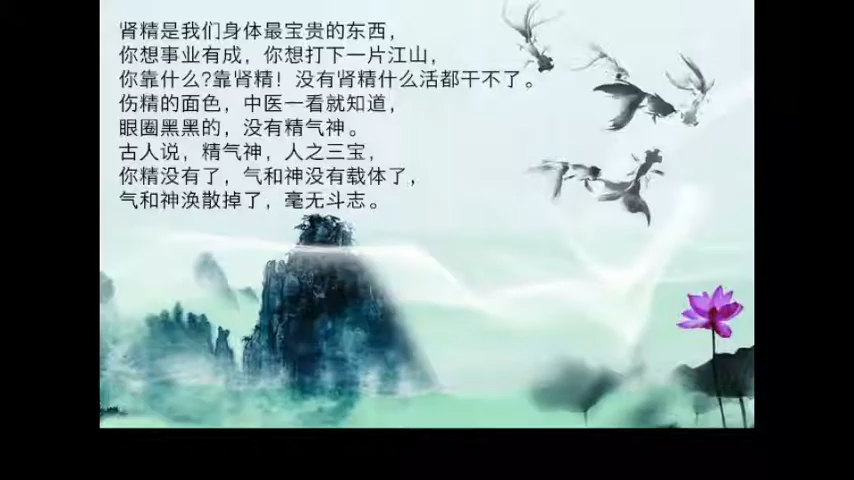 肾精是我们身体最宝贵的东西，
你想事业有成，你想打下一片江山，
你靠什么?靠肾精！没有肾精什么活都干不了。
伤精的面色，中医一看就知道，
眼圈黑黑的，没有精气神。
古人说，精气神，人之三宝，
你精没有了，气和神没有载体了，
气和神涣散掉了，毫无斗志。